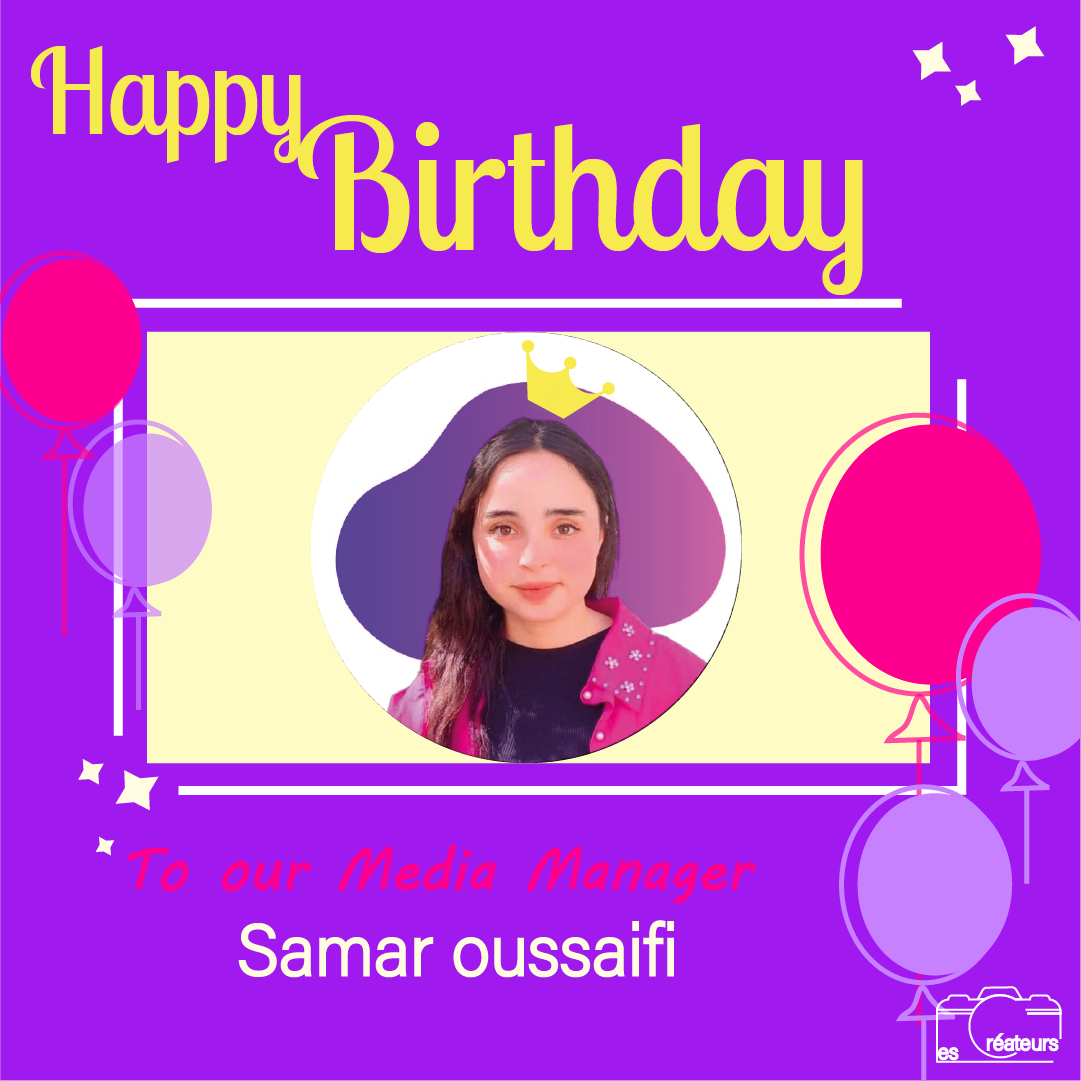 Happy
Birthday
To our Media Manager
Samar oussaifi
es
réateurs